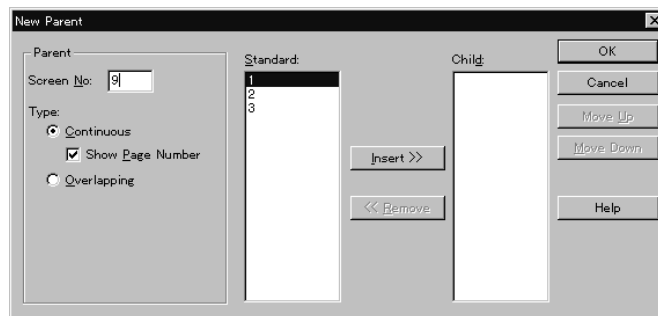 New Parent
Parent
Screen No: 9
Type:
Continuous
Show Page Number
Overlapping
Standard:
1
2
3
Insert >>
<< Remove
Child:
OK
Cancel
Move Up
Move Down
Help